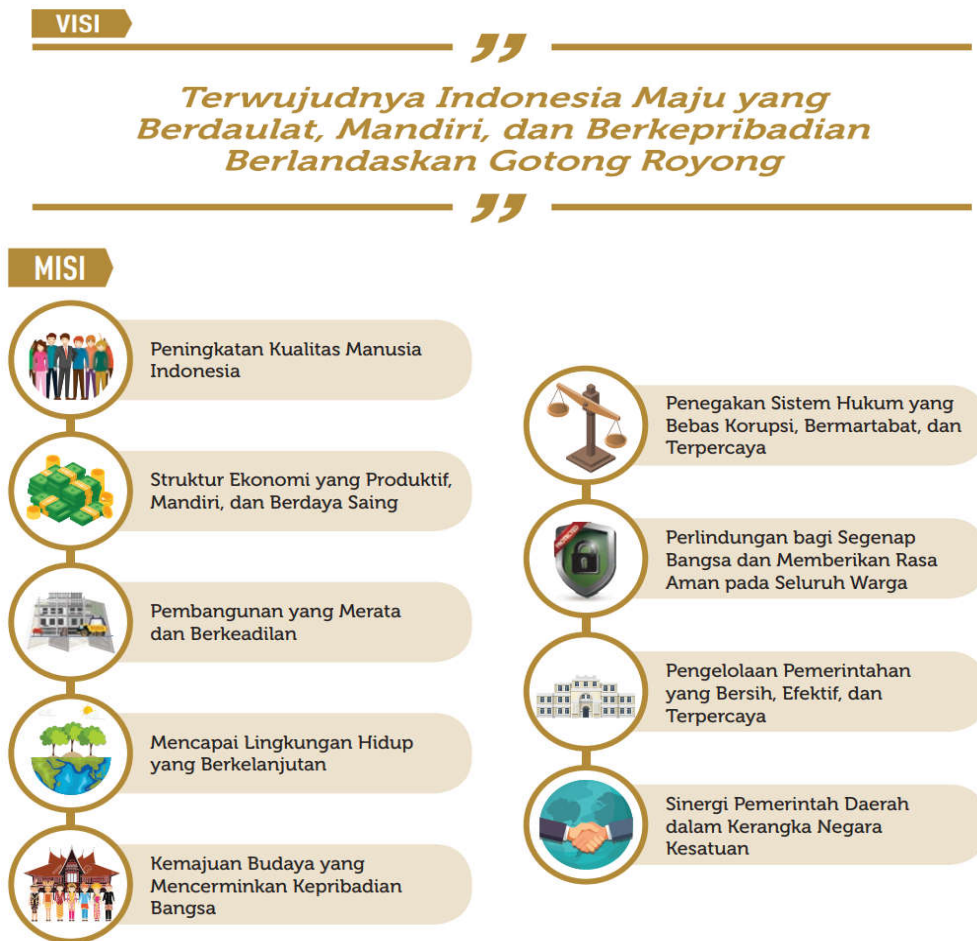 VISI
Terwujudnya Indonesia Maju yang
Berdaulat, Mandiri, dan Berkepribadian
Berlandaskan Gotong Royong
MISI
Peningkatan Kualitas Manusia
Indonesia
Struktur Ekonomi yang Produktif,
Mandiri, dan Berdaya Saing
Pembangunan yang Merata
dan Berkeadilan
Mencapai Lingkungan Hidup
yang Berkelanjutan
Kemajuan Budaya yang
Mencerminkan Kepribadian
Bangsa
Penegakan Sistem Hukum yang
Bebas Korupsi, Bermartabat, dan
Terpercaya
PROTECTED
Perlindungan bagi Segenap
Bangsa dan Memberikan Rasa
Aman pada Seluruh Warga
Pengelolaan Pemerintahan
yang Bersih, Efektif, dan
Terpercaya
Sinergi Pemerintah Daerah
dalam Kerangka Negara
Kesatuan